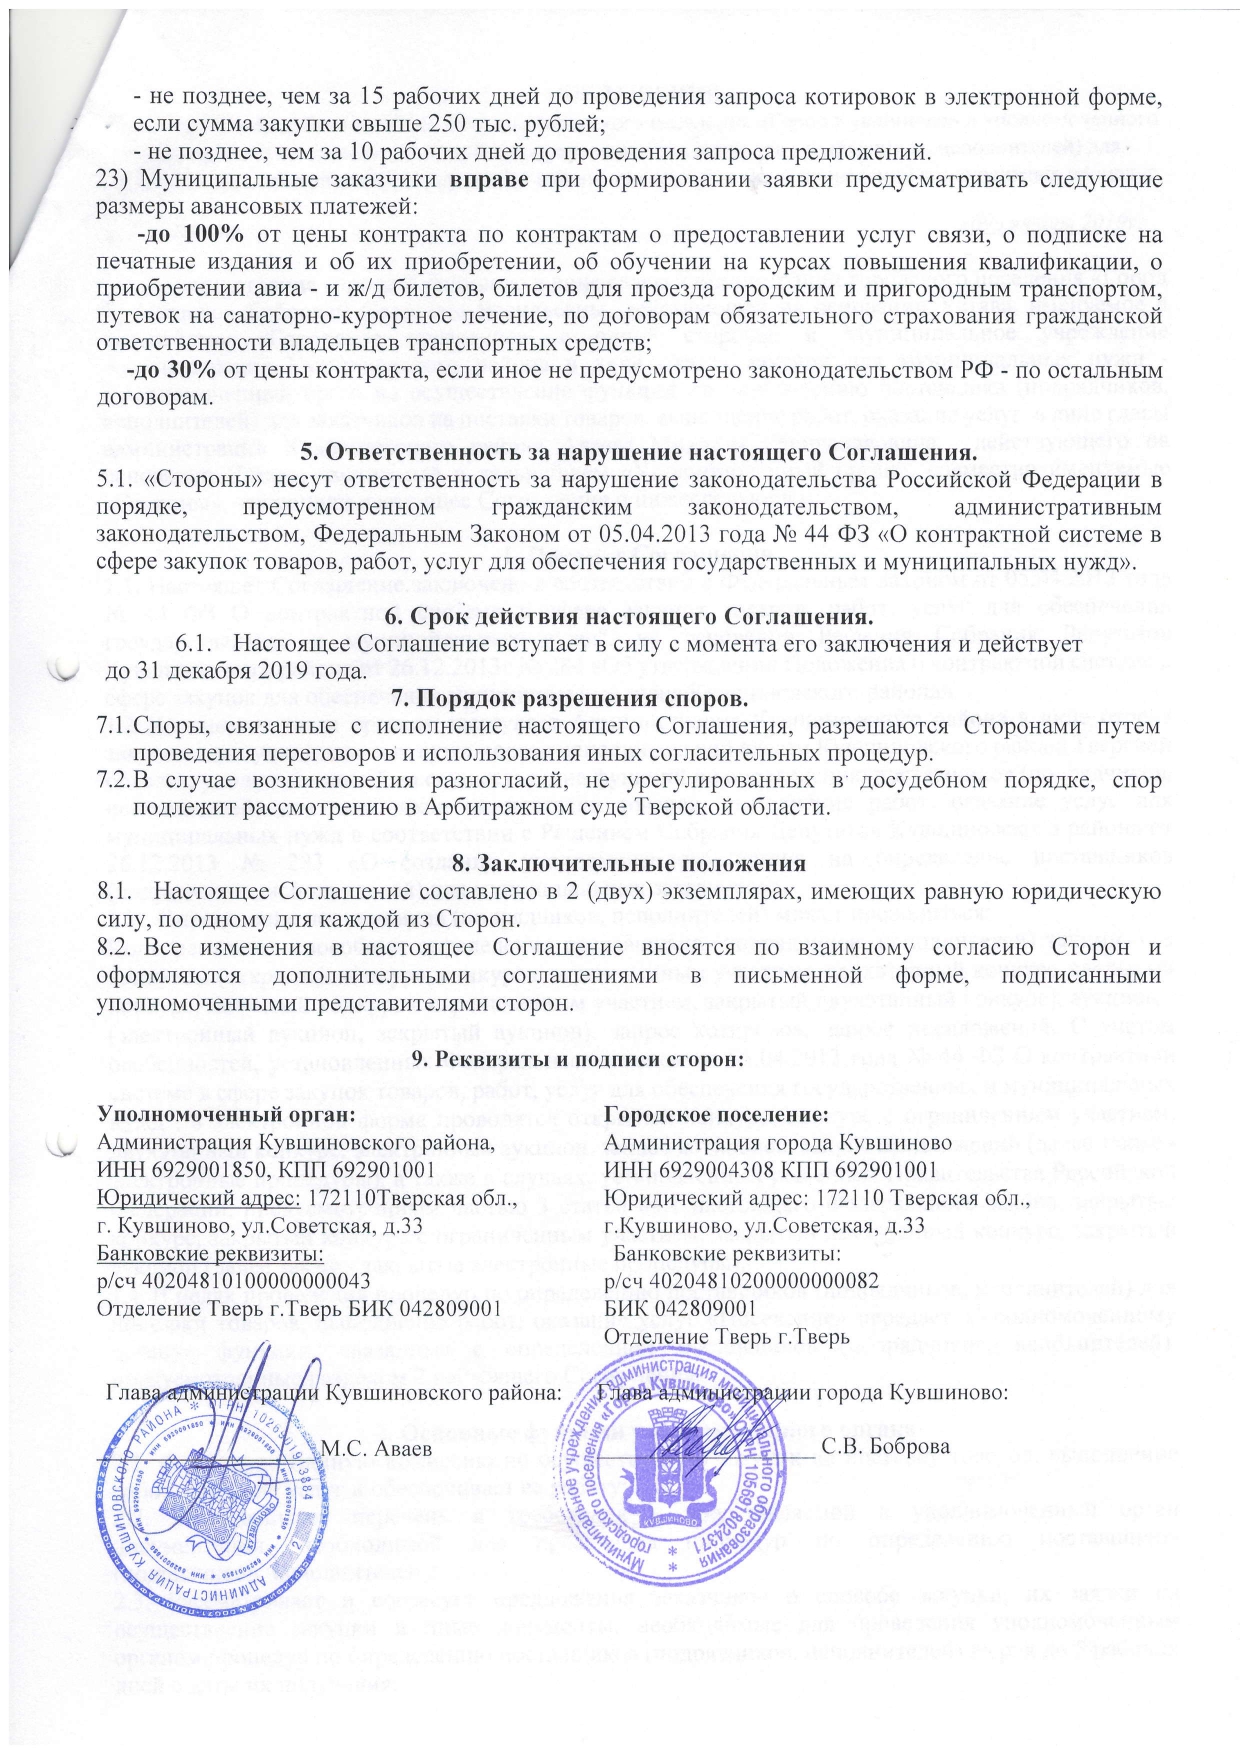 - не позднее, чем за 15 рабочих дней до проведения запроса котировок в электронной форме,
если сумма закупки свыше 250 тыс. рублей;
- не позднее, чем за 10 рабочих дней до проведения запроса предложений.
23) Муниципальные заказчики вправе при формировании заявки предусматривать следующие
размеры авансовых платежей:
-до 100% от цены контракта по контрактам о предоставлении услуг связи, о подписке на
печатные издания и об их приобретении, об обучении на курсах повышения квалификации, о
приобретении авиа - и ж/д билетов, билетов для проезда городским и пригородным транспортом,
путевок на санаторно-курортное лечение, по договорам обязательного страхования гражданской
ответственности владельцев транспортных средств;
-до 30% от цены контракта, если иное не предусмотрено законодательством РФ - по остальным
договорам.
5. Ответственность за нарушение настоящего Соглашения.
5.1. «Стороны» несут ответственность за нарушение законодательства Российской Федерации в
порядке, предусмотренном гражданским законодательством, административным
законодательством, Федеральным Законом от 05.04.2013 года № 44 ФЗ «О контрактной системе в
сфере закупок товаров, работ, услуг для обеспечения государственных и муниципальных нужд».
6. Срок действия настоящего Соглашения.
6.1. Настоящее Соглашение вступает в силу с момента его заключения и действует
до 31 декабря 2019 года.
7. Порядок разрешения споров.
7.1.Споры, связанные с исполнение настоящего Соглашения, разрешаются Сторонами путем
проведения переговоров и использования иных согласительных процедур.
7.2.В случае возникновения разногласий, не урегулированных в досудебном порядке, спор
подлежит рассмотрению в Арбитражном суде Тверской области.
8. Заключительные положения
8.1. Настоящее Соглашение составлено в 2 (двух) экземплярах, имеющих равную юридическую
силу, по одному для каждой из Сторон.
8.2. Все изменения в настоящее Соглашение вносятся по взаимному согласию Сторон и
оформляются дополнительными соглашениями в письменной форме, подписанными
уполномоченными представителями сторон.
9. Реквизиты и подписи сторон:
Уполномоченный орган:
Администрация Кувшиновского района,
ИНН 6929001850, КПП 692901001
Юридический адрес: 172110Тверская обл.,
г. Кувшиново, ул.Советская, д.33
Банковские реквизиты:
р/сч 40204810100000000043
Отделение Тверь г.Тверь БИК 042809001
Глава администрации Кувшиновского района:
М.С. Аваев
Городское поселение:
Администрация города Кувшиново
ИНН 6929004308 КПП 692901001
Юридический адрес: 172110 Тверская обл.,
г.Кувшиново, ул.Советская, д.33
Банковские реквизиты:
р/сч 40204810200000000082
БИК 042809001
Отделение Тверь г.Тверь
Глава администрации города Кувшиново:
С.В. Боброва
АДМИНИСТРАЦИЯ КУВШИНОВСКОГО РАЙОНА * ОГРН 1026901913884
КУВШИНОВО
Муниципальное учреждение администрация муниципального образования
городского поселения «Город Кувшиново» ОГРН 1056918024371
КУВШИНОВО